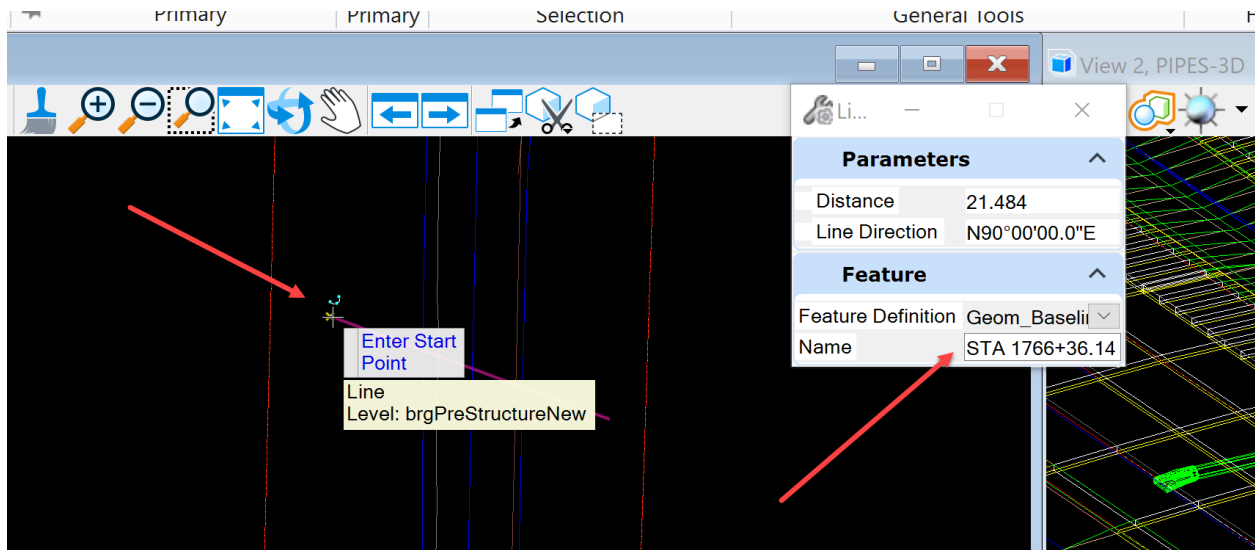 Primary
Primary
Selection
General Tools
View 2, PIPES-3D
Li...
Parameters
Distance 21.484
Line Direction N90°00'00.0"E
Feature
Feature Definition Geom_Baseli
Name STA 1766+36.14
Enter Start
Point
Line
Level: brgPreStructureNew